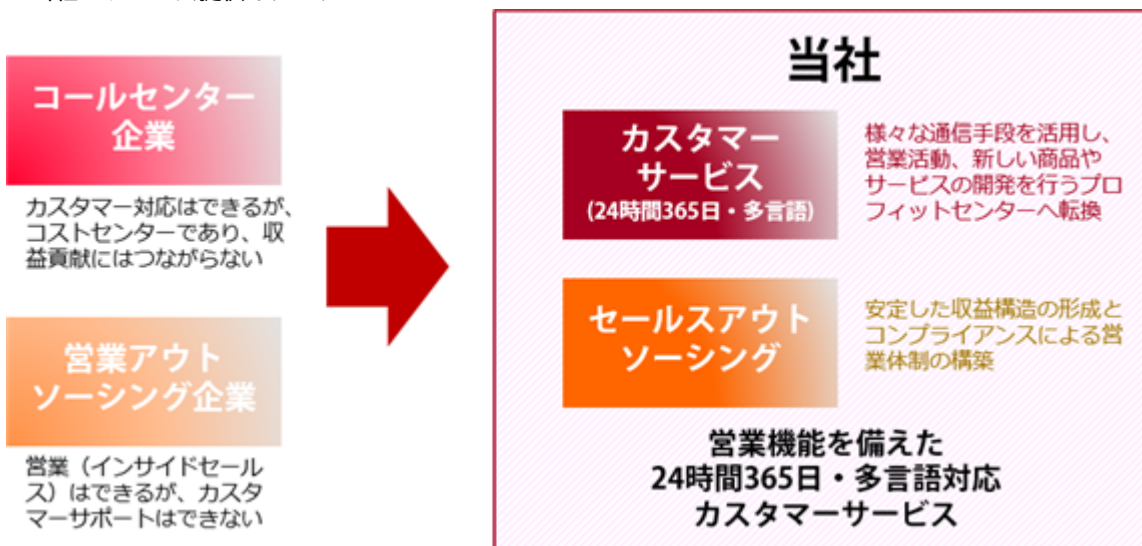 コールセンター
企業
カスタマー対応はできるが、
コストセンターであり、収
益貢献にはつながらない
営業アウト
ソーシング企業
営業（インサイドセール
ス）はできるが、カスタ
マーサポートはできない
当社
カスタマー
サービス
(24時間365日・多言語)
様々な通信手段を活用し、
営業活動、新しい商品や
サービスの開発を行うプロ
フィットセンターへ転換
セールスアウト
ソーシング
安定した収益構造の形成と
コンプライアンスによる営
業体制の構築
営業機能を備えた
24時間365日・多言語対応
カスタマーサービス